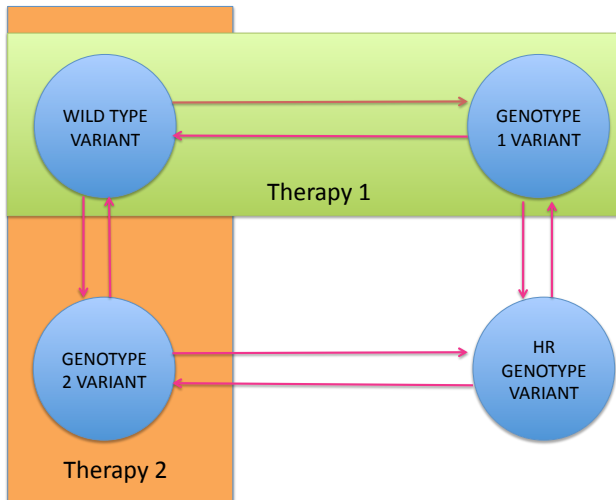 WILD TYPE
VARIANT
GENOTYPE
1 VARIANT
Therapy 1
GENOTYPE
2 VARIANT
HR
GENOTYPE
VARIANT
Therapy 2